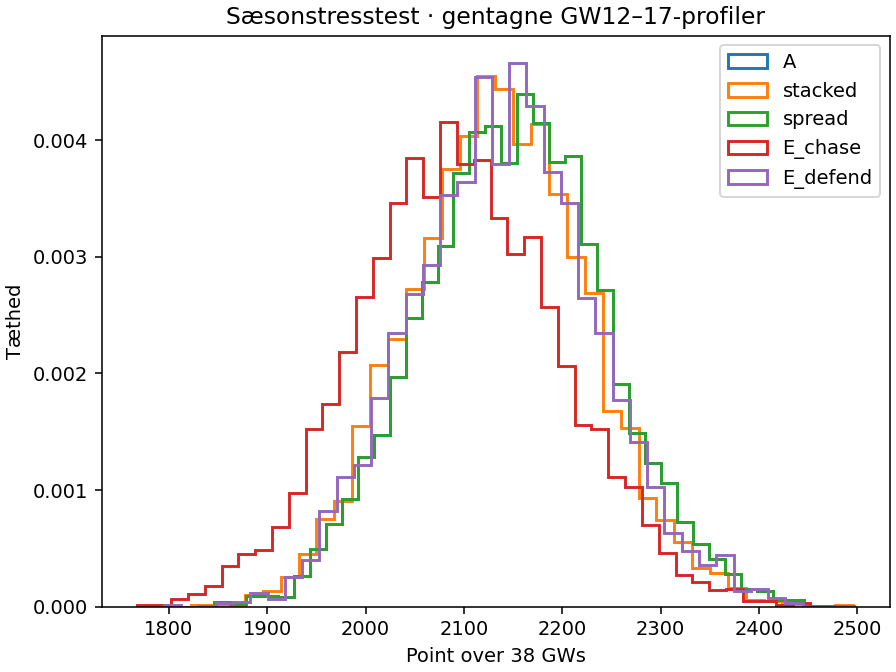 Sæsonstresstest · gentagne GW12–17-profiler
A
stacked
spread
E_chase
E_defend
Tæthed
0.004
0.003
0.002
0.001
0.000
1800 1900 2000 2100 2200 2300 2400 2500
Point over 38 GWs